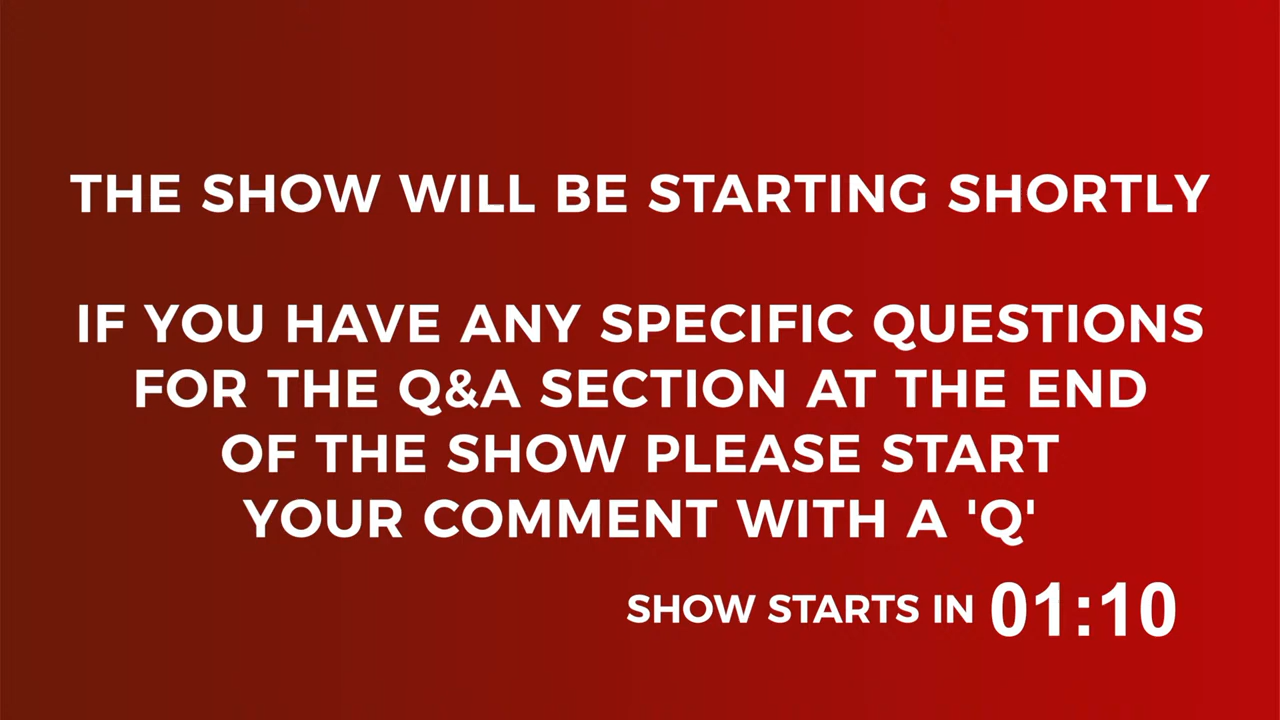 THE SHOW WILL BE STARTING SHORTLY
IF YOU HAVE ANY SPECIFIC QUESTIONS
FOR THE Q&A SECTION AT THE END
OF THE SHOW PLEASE START
YOUR COMMENT WITH A 'Q'
SHOW STARTS IN 01:10